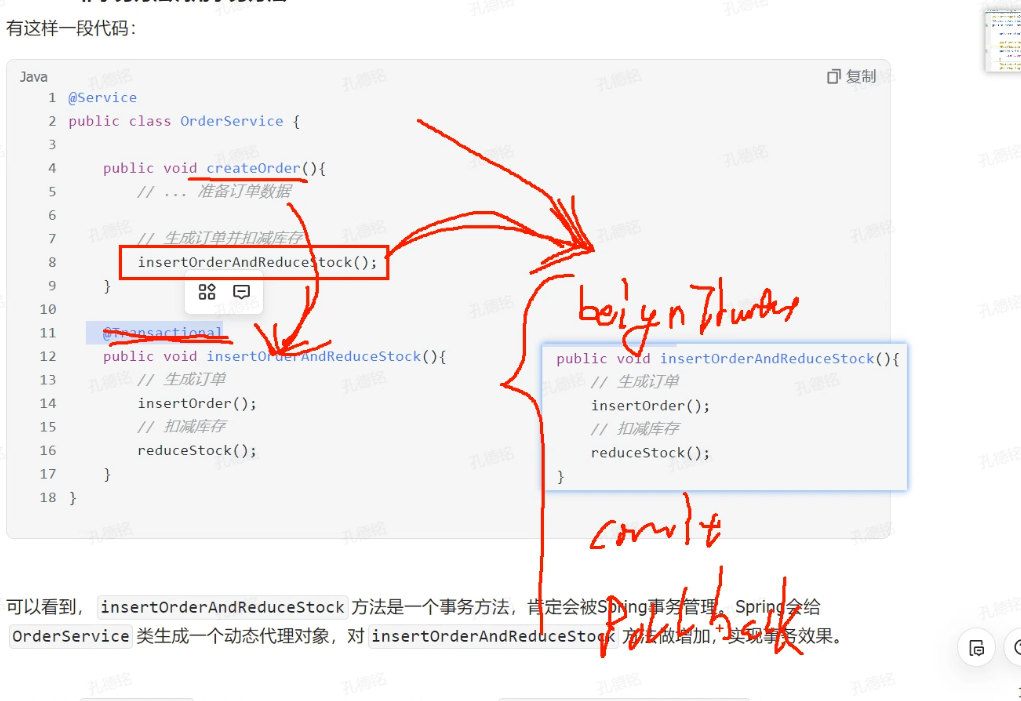 有这样一段代码：
Java
复制
1 @Service
2 public class OrderService {
3
4 public void createOrder(){
5 // ... 准备订单数据
6
7 // 生成订单并扣减库存
8 insertOrderAndReduceStock();
9 }
10
11 @Transactional
12 public void insertOrderAndReduceStock(){
13 // 生成订单
14 insertOrder();
15 // 扣减库存
16 reduceStock();
17 }
18 }
public void insertOrderAndReduceStock(){
// 生成订单
insertOrder();
// 扣减库存
reduceStock();
}
可以看到， insertOrderAndReduceStock 方法是一个事务方法，肯定会被Spring事务管理。Spring会给
OrderService 类生成一个动态代理对象，对 insertOrderAndReduceStock 方法做增加，实现事务效果。
孔德铭